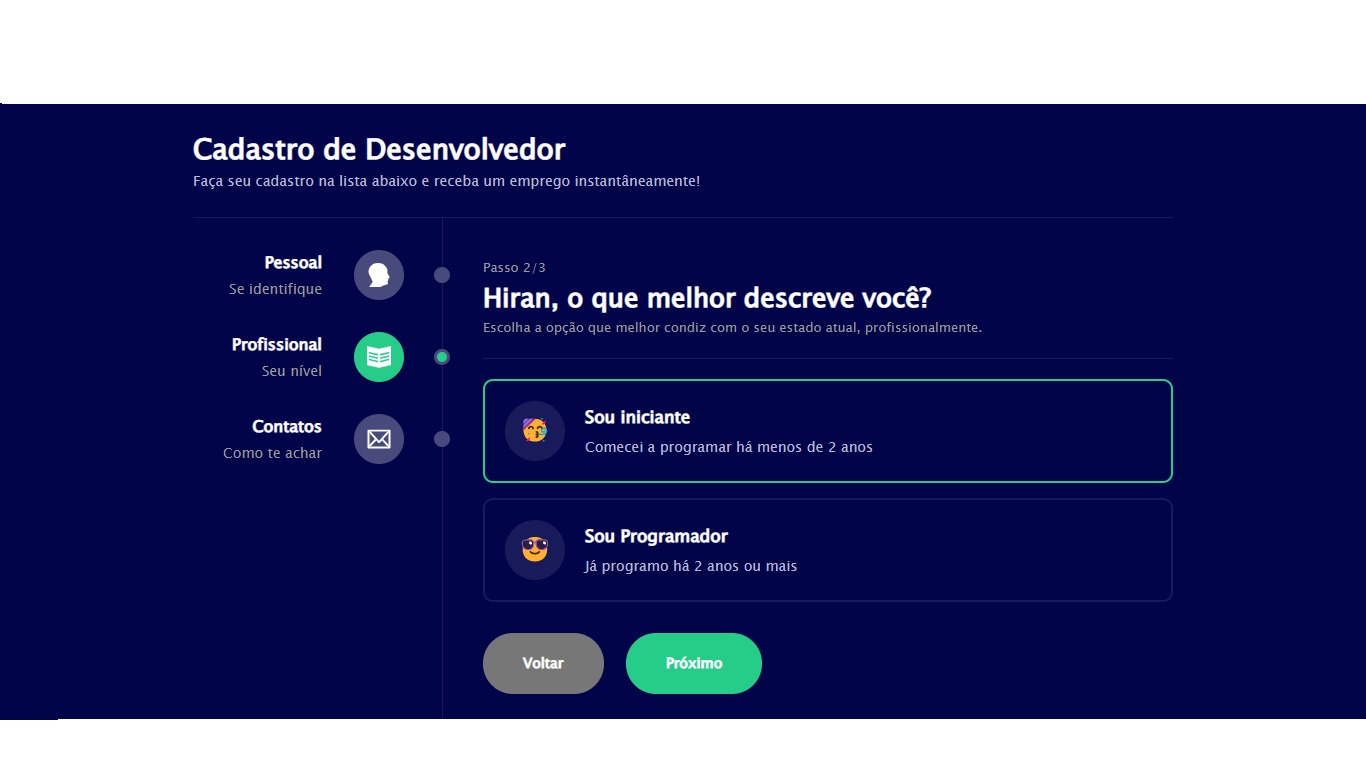 Cadastro de Desenvolvedor
Faça seu cadastro na lista abaixo e receba um emprego instantâneamente!
Pessoal
Se identifique
Profissional
Seu nível
Contatos
Como te achar
Passo 2/3
Hiran, o que melhor descreve você?
Escolha a opção que melhor condiz com o seu estado atual, profissionalmente.
Sou iniciante
Comecei a programar há menos de 2 anos
Sou Programador
Já programo há 2 anos ou mais
Voltar
Próximo